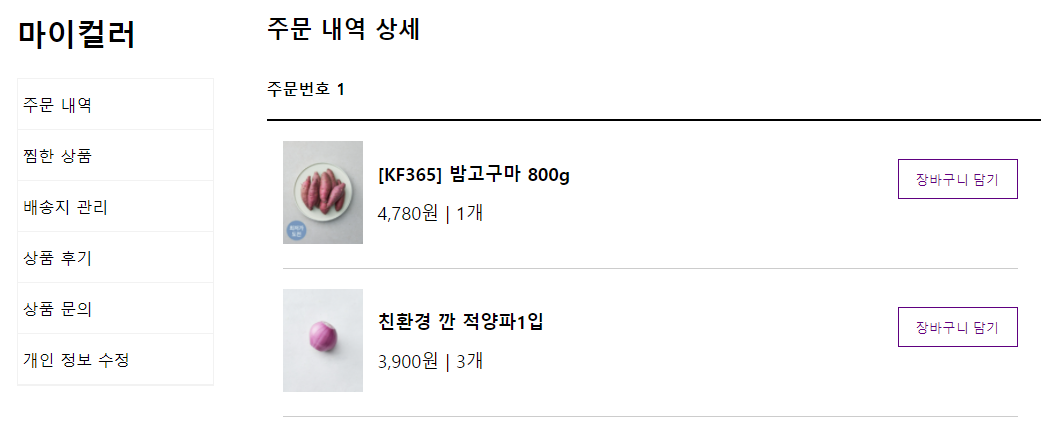 마이컬러
주문 내역
찜한 상품
배송지 관리
상품 후기
상품 문의
개인 정보 수정
주문 내역 상세
주문번호 1
[KF365] 밤고구마 800g
4,780원 | 1개
장바구니 담기
친환경 깐 적양파1입
3,900원 | 3개
장바구니 담기